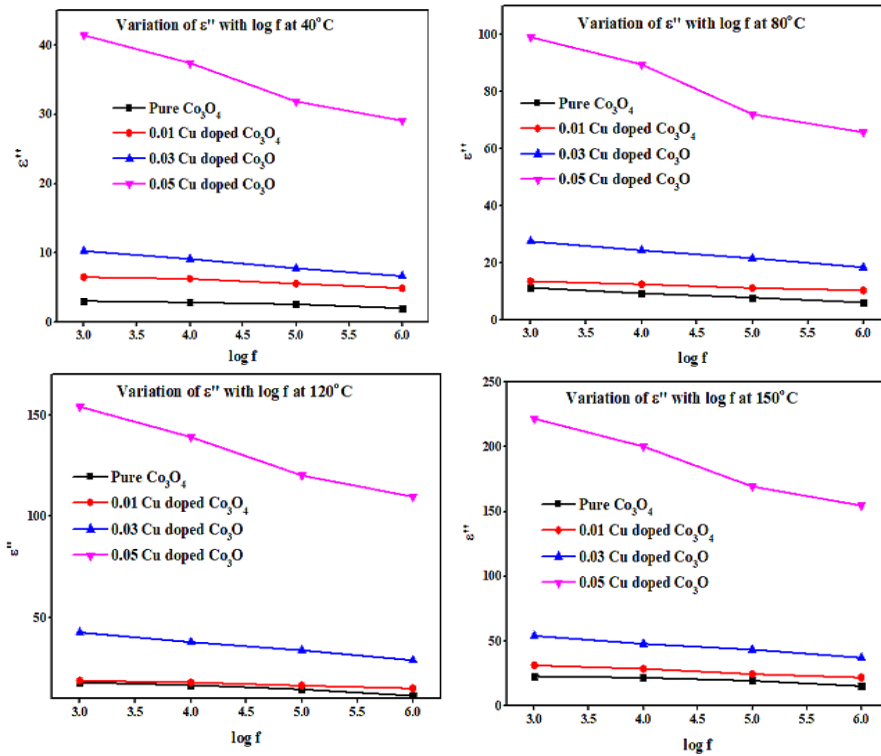 Variation of ε'' with log f at 40°C
40
30
20
10
0
ε''
Pure Co₃O₄
0.01 Cu doped Co₃O₄
0.03 Cu doped Co₃O
0.05 Cu doped Co₃O
3.0 3.5 4.0 4.5 5.0 5.5 6.0
log f
Variation of ε'' with log f at 80°C
100
80
60
40
20
0
ε''
Pure Co₃O₄
0.01 Cu doped Co₃O₄
0.03 Cu doped Co₃O
0.05 Cu doped Co₃O
3.0 3.5 4.0 4.5 5.0 5.5 6.0
log f
Variation of ε'' with log f at 120°C
150
100
50
ε''
Pure Co₃O₄
0.01 Cu doped Co₃O₄
0.03 Cu doped Co₃O
0.05 Cu doped Co₃O
3.0 3.5 4.0 4.5 5.0 5.5 6.0
log f
Variation of ε'' with log f at 150°C
250
200
150
100
50
0
ε''
Pure Co₃O₄
0.01 Cu doped Co₃O₄
0.03 Cu doped Co₃O
0.05 Cu doped Co₃O
3.0 3.5 4.0 4.5 5.0 5.5 6.0
log f